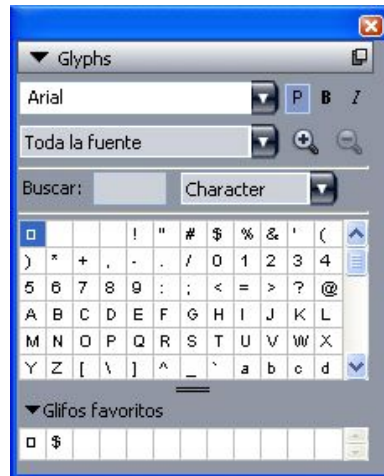 Glyphs
Arial P B I
Toda la fuente
Buscar: Character
¤ ! " # $ % & ' (
) * + , - . / 0 1 2 3 4
5 6 7 8 9 : ; < = > ? @
A B C D E F G H I J K L
M N O P Q R S T U V W X
Y Z [ \ ] ^ _ ` a b c d
Glifos favoritos
¤ $